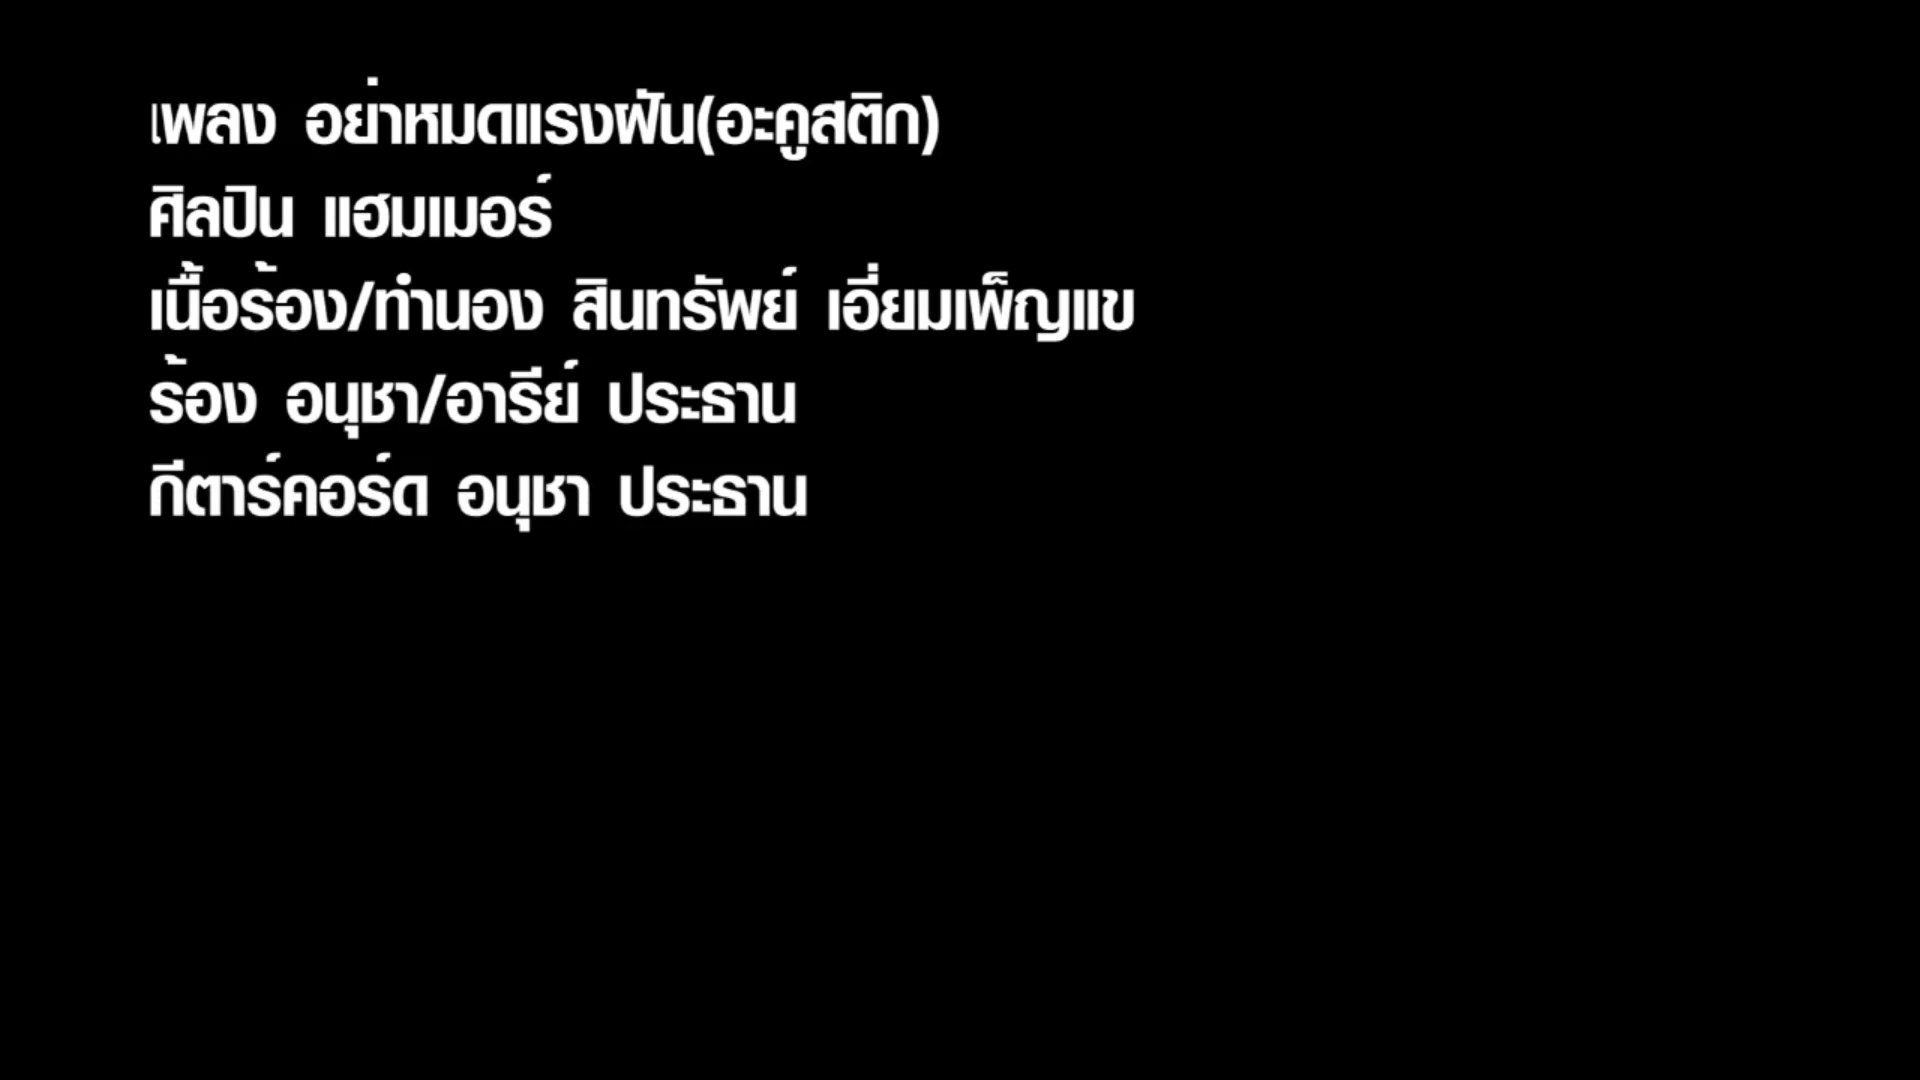 เพลง อย่าหมดแรงฝัน(อะคูสติก)
ศิลปิน แฮมเมอร์
เนื้อร้อง/ทำนอง สินทรัพย์ เอี่ยมเพ็ญแข
ร้อง อนุชา/อารีย์ ประธาน
กีตาร์คอร์ด อนุชา ประธาน